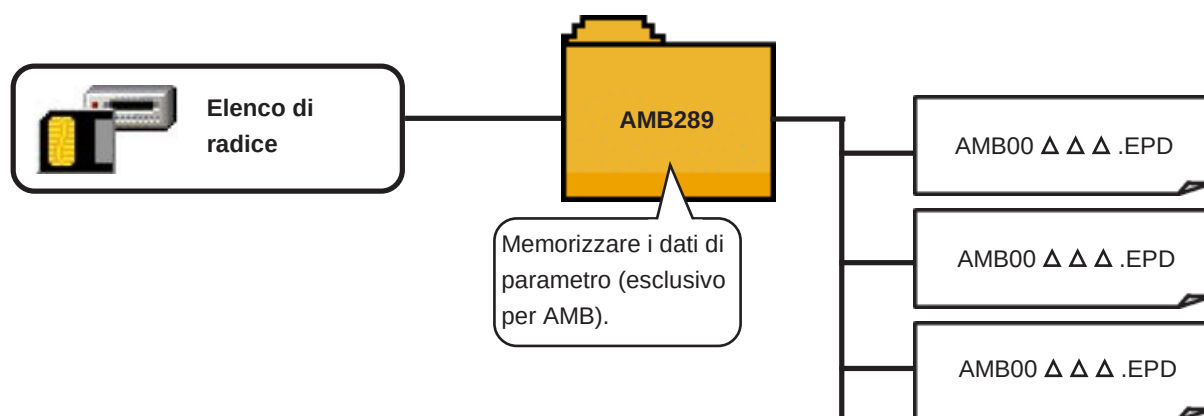 Elenco di
radice
AMB289
Memorizzare i dati di
parametro (esclusivo
per AMB).
AMB00 Δ Δ Δ .EPD
AMB00 Δ Δ Δ .EPD
AMB00 Δ Δ Δ .EPD